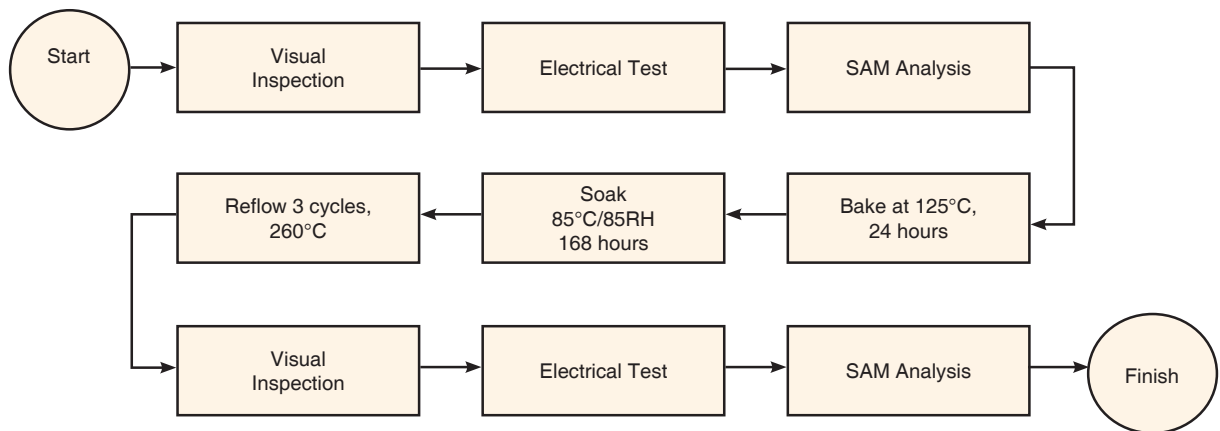 Start
Visual
Inspection
Electrical Test
SAM Analysis
Bake at 125°C,
24 hours
Soak
85°C/85RH
168 hours
Reflow 3 cycles,
260°C
Visual
Inspection
Electrical Test
SAM Analysis
Finish